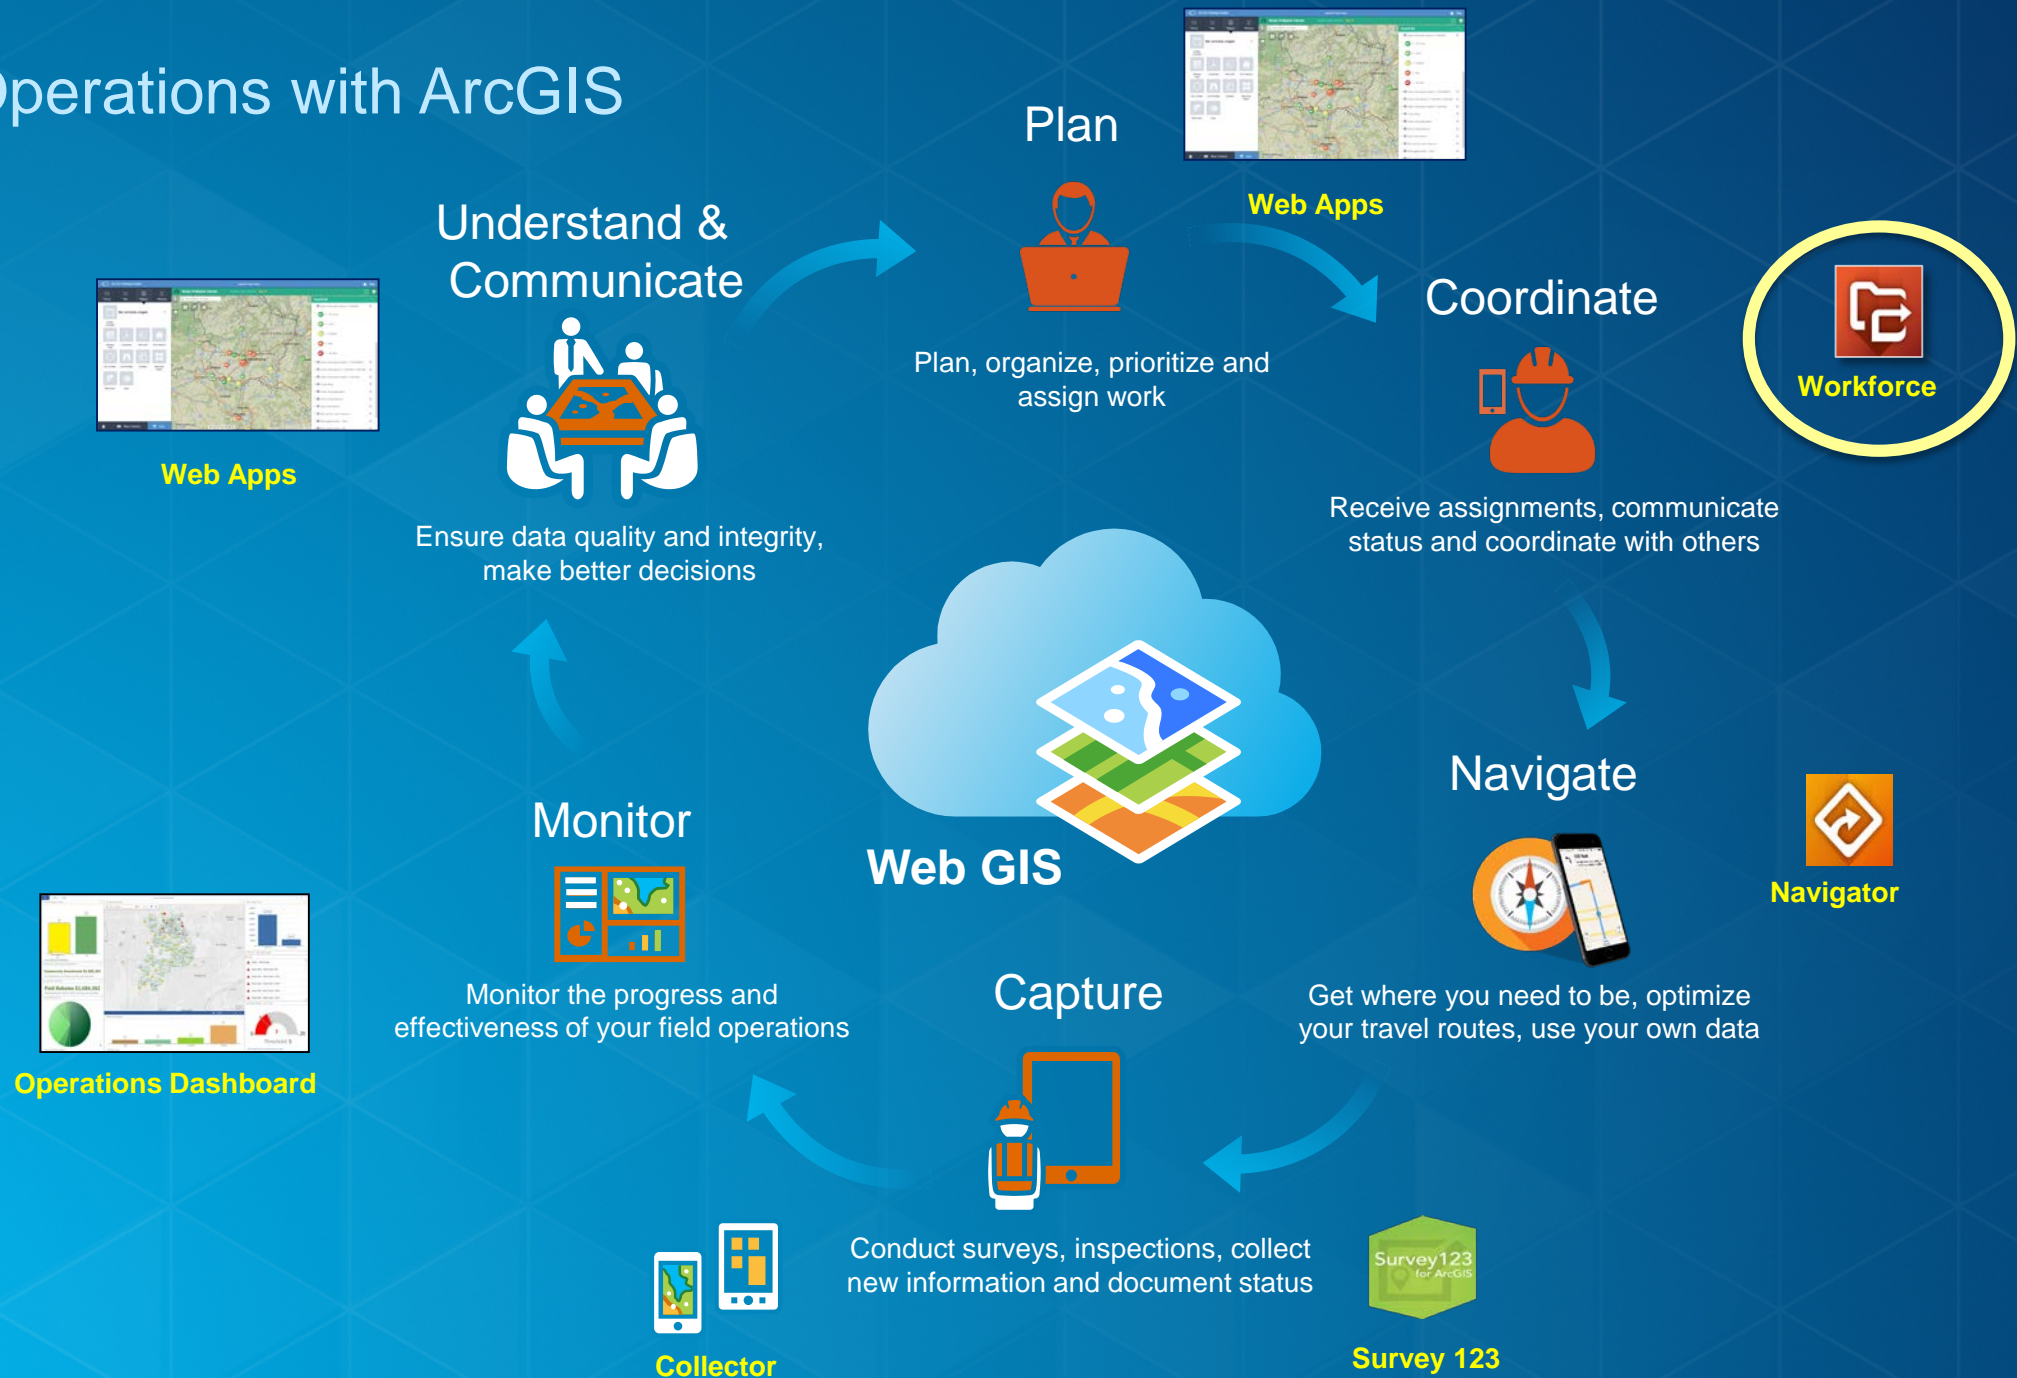 Operations with ArcGIS
Plan
Web Apps
Plan, organize, prioritize and
assign work
Understand &
Communicate
Web Apps
Ensure data quality and integrity,
make better decisions
Coordinate
Workforce
Receive assignments, communicate
status and coordinate with others
Web GIS
Navigate
Navigator
Get where you need to be, optimize
your travel routes, use your own data
Monitor
Monitor the progress and
effectiveness of your field operations
Operations Dashboard
Capture
Conduct surveys, inspections, collect
new information and document status
Collector
Survey123
for ArcGIS
Survey 123